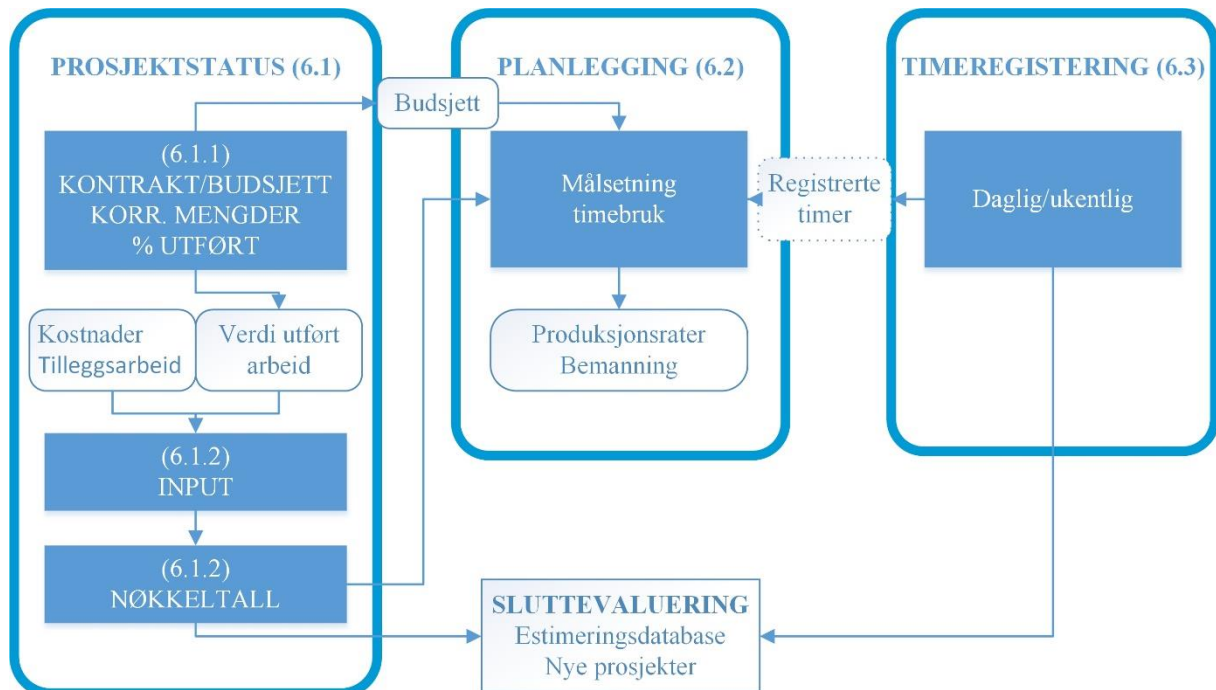 PROSJEKTSTATUS (6.1)
(6.1.1)
KONTRAKT/BUDSJETT
KORR. MENGDER
% UTFØRT
Kostnader
Tilleggsarbeid
Verdi utført
arbeid
(6.1.2)
INPUT
(6.1.2)
NØKKELTALL
Budsjett
PLANLEGGING (6.2)
Målsetning
timebruk
Produksjonsrater
Bemanning
Registrerte
timer
TIMEREGISTERING (6.3)
Daglig/ukentlig
SLUTTEVALUERING
Estimeringsdatabase
Nye prosjekter